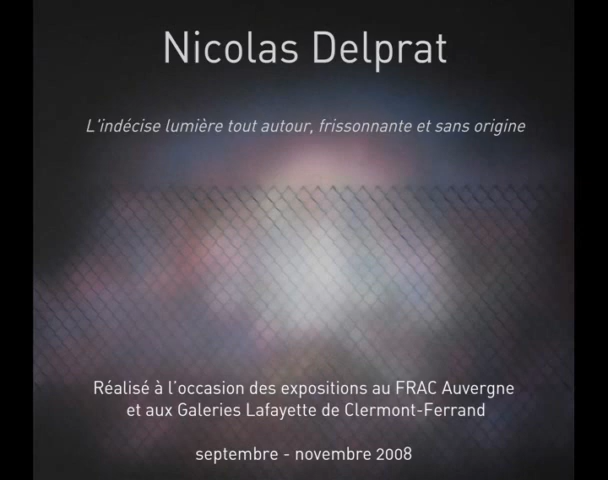 Nicolas Delprat
L'indécise lumière tout autour, frissonnante et sans origine
Réalisé à l'occasion des expositions au FRAC Auvergne
et aux Galeries Lafayette de Clermont-Ferrand
septembre - novembre 2008